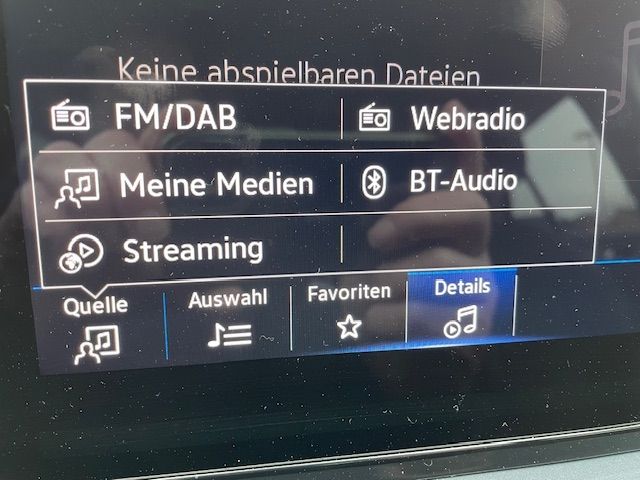 Keine abspielbaren Dateien
FM/DAB
Webradio
Meine Medien
BT-Audio
Streaming
Quelle
Auswahl
Favoriten
Details